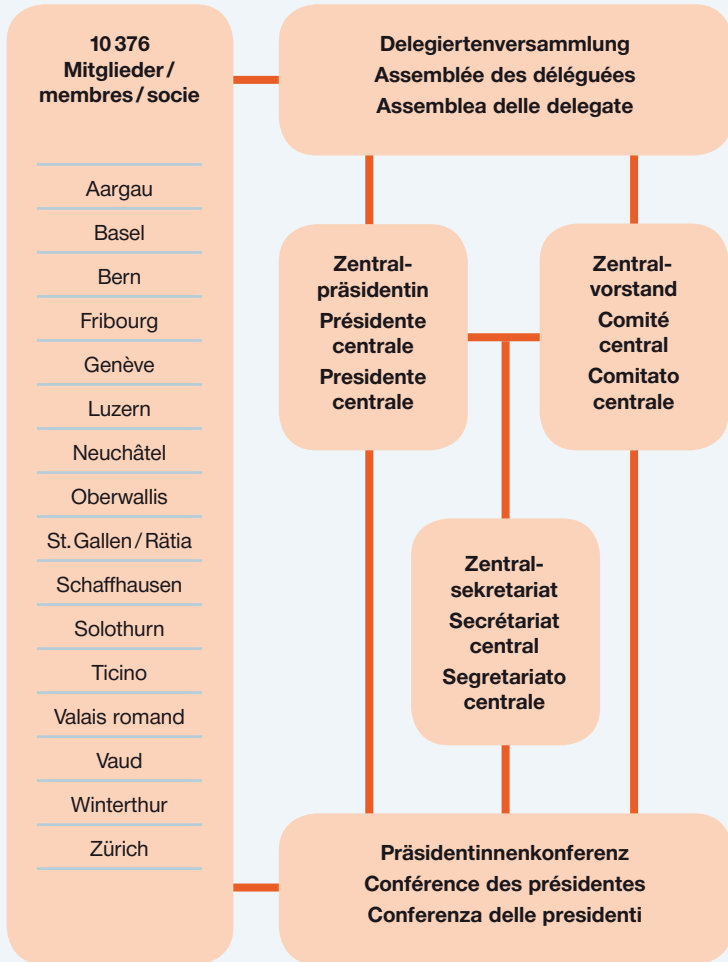 10 376
Mitglieder /
membres / socie
Aargau
Basel
Bern
Fribourg
Genève
Luzern
Neuchâtel
Oberwallis
St. Gallen / Rätia
Schaffhausen
Solothurn
Ticino
Valais romand
Vaud
Winterthur
Zürich
Delegiertenversammlung
Assemblée des déléguées
Assemblea delle delegate
Zentral-
präsidentin
Présidente
centrale
Presidente
centrale
Zentral-
vorstand
Comité
central
Comitato
centrale
Zentral-
sekretariat
Secrétariat
central
Segretariato
centrale
Präsidentinnenkonferenz
Conférence des présidentes
Conferenza delle presidenti